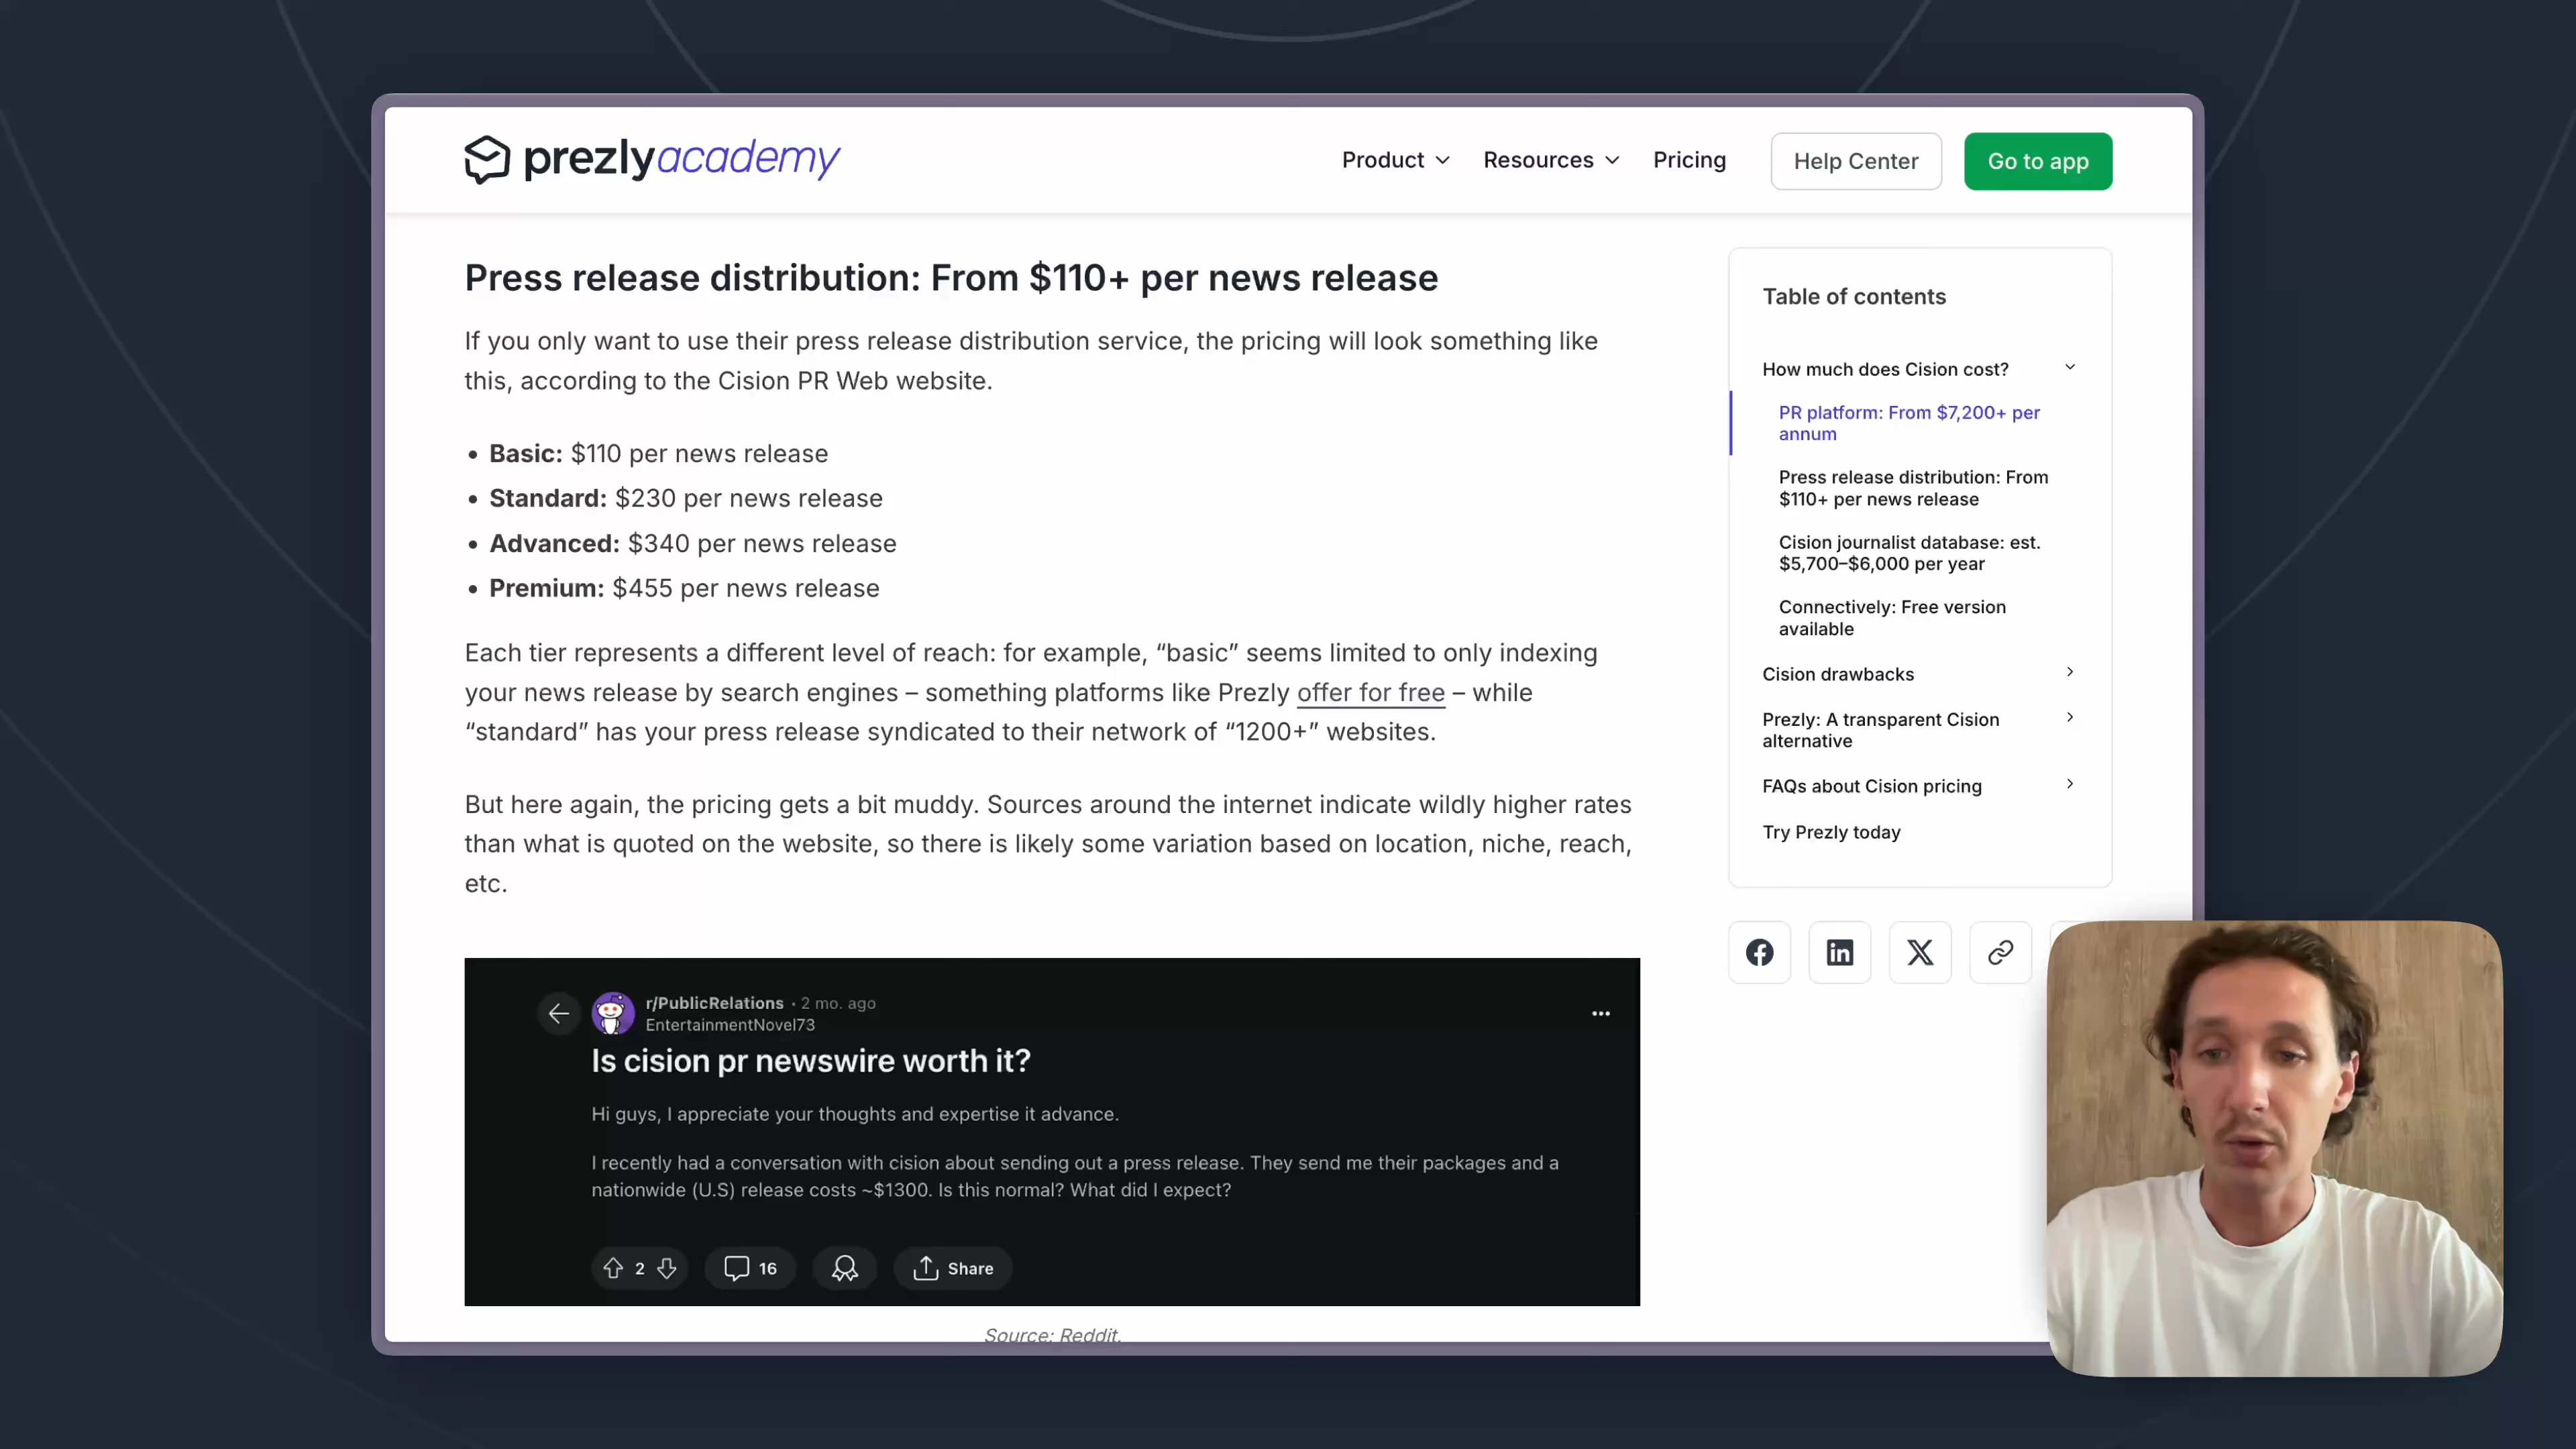 prezlyacademy
Product
Resources
Pricing
Help Center
Go to app
Press release distribution: From $110+ per news release
If you only want to use their press release distribution service, the pricing will look something like
this, according to the Cision PR Web website.
• Basic: $110 per news release
• Standard: $230 per news release
• Advanced: $340 per news release
• Premium: $455 per news release
Each tier represents a different level of reach: for example, “basic” seems limited to only indexing
your news release by search engines – something platforms like Prezly offer for free – while
“standard” has your press release syndicated to their network of “1200+” websites.
But here again, the pricing gets a bit muddy. Sources around the internet indicate wildly higher rates
than what is quoted on the website, so there is likely some variation based on location, niche, reach,
etc.
r/PublicRelations • 2 mo. ago
EntertainmentNovel73
Is cision pr newswire worth it?
Hi guys, I appreciate your thoughts and expertise it advance.
I recently had a conversation with cision about sending out a press release. They send me their packages and a
nationwide (U.S) release costs ~$1300. Is this normal? What did I expect?
2
16
Share
Source: Reddit.
Table of contents
How much does Cision cost?
PR platform: From $7,200+ per
annum
Press release distribution: From
$110+ per news release
Cision journalist database: est.
$5,700–$6,000 per year
Connectively: Free version
available
Cision drawbacks
Prezly: A transparent Cision
alternative
FAQs about Cision pricing
Try Prezly today